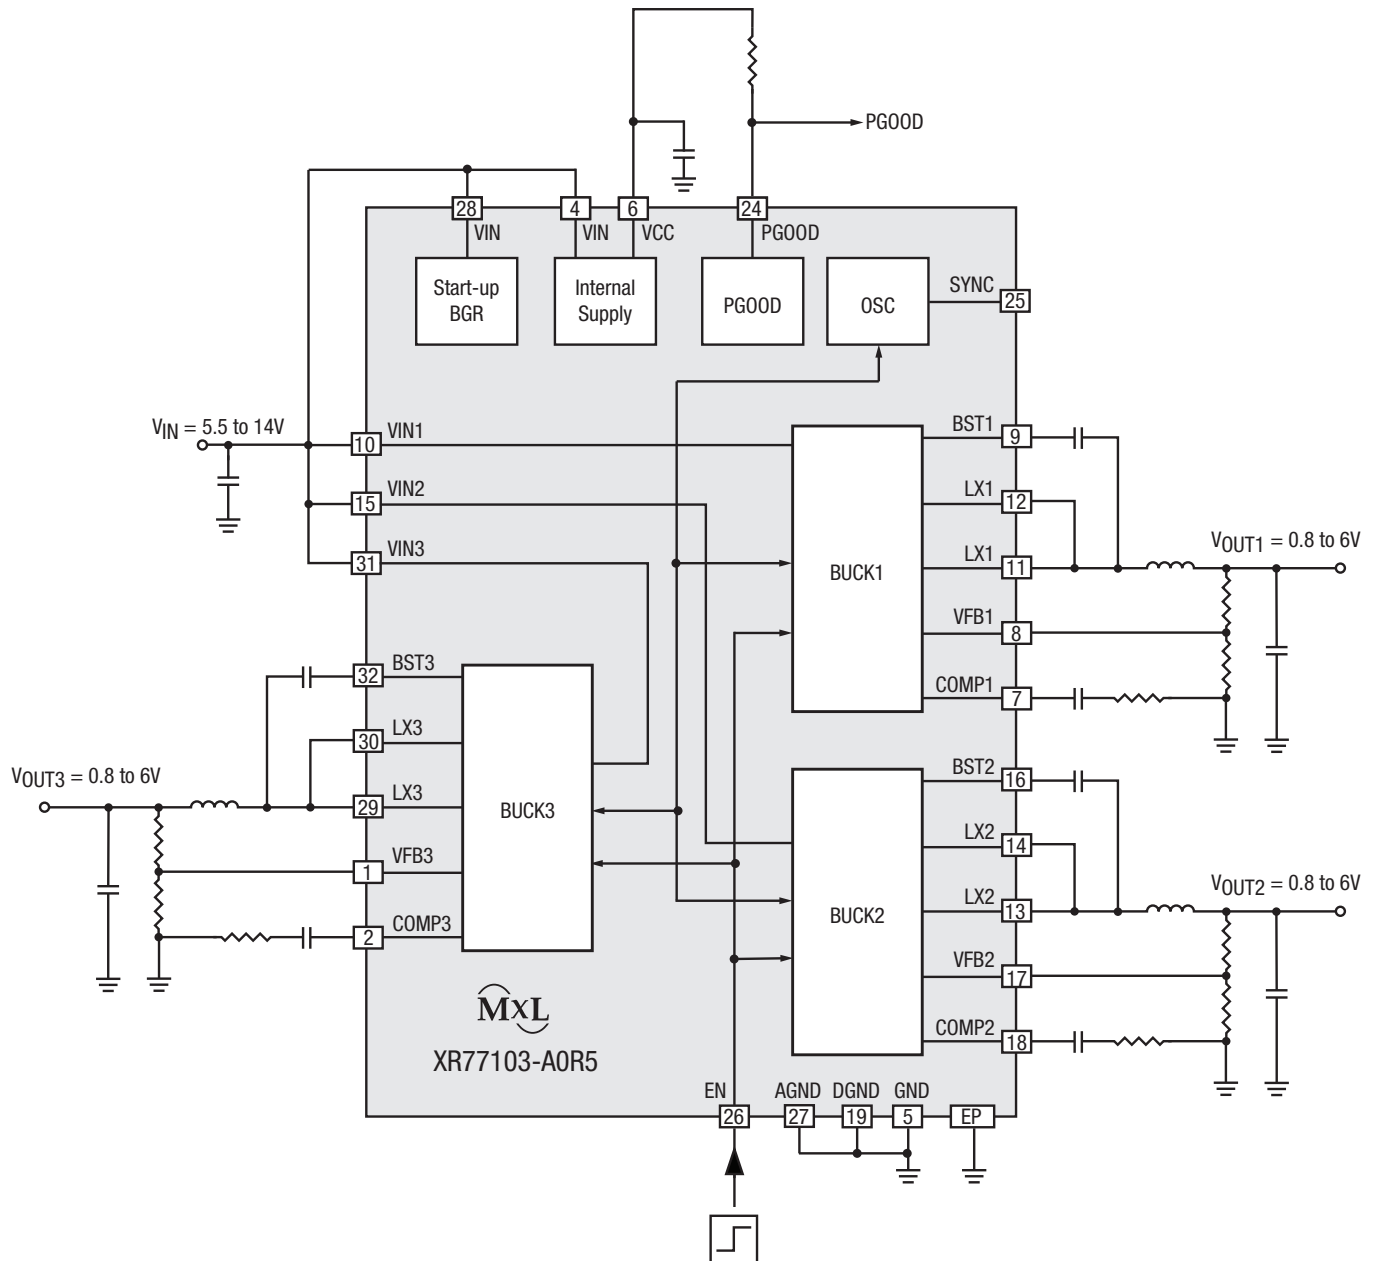 PGOOD
28
4
6
24
VIN
VIN
VCC
PGOOD
Start-up
BGR
Internal
Supply
PGOOD
OSC
SYNC
25
VIN = 5.5 to 14V
10
VIN1
15
VIN2
31
VIN3
BUCK1
BST1
9
LX1
12
LX1
11
VFB1
8
COMP1
7
VOUT1 = 0.8 to 6V
32
BST3
30
LX3
29
LX3
1
VFB3
2
COMP3
BUCK3
VOUT3 = 0.8 to 6V
BUCK2
BST2
16
LX2
14
LX2
13
VFB2
17
COMP2
18
VOUT2 = 0.8 to 6V
MXL
XR77103-A0R5
EN
AGND
DGND
GND
26
27
19
5
EP